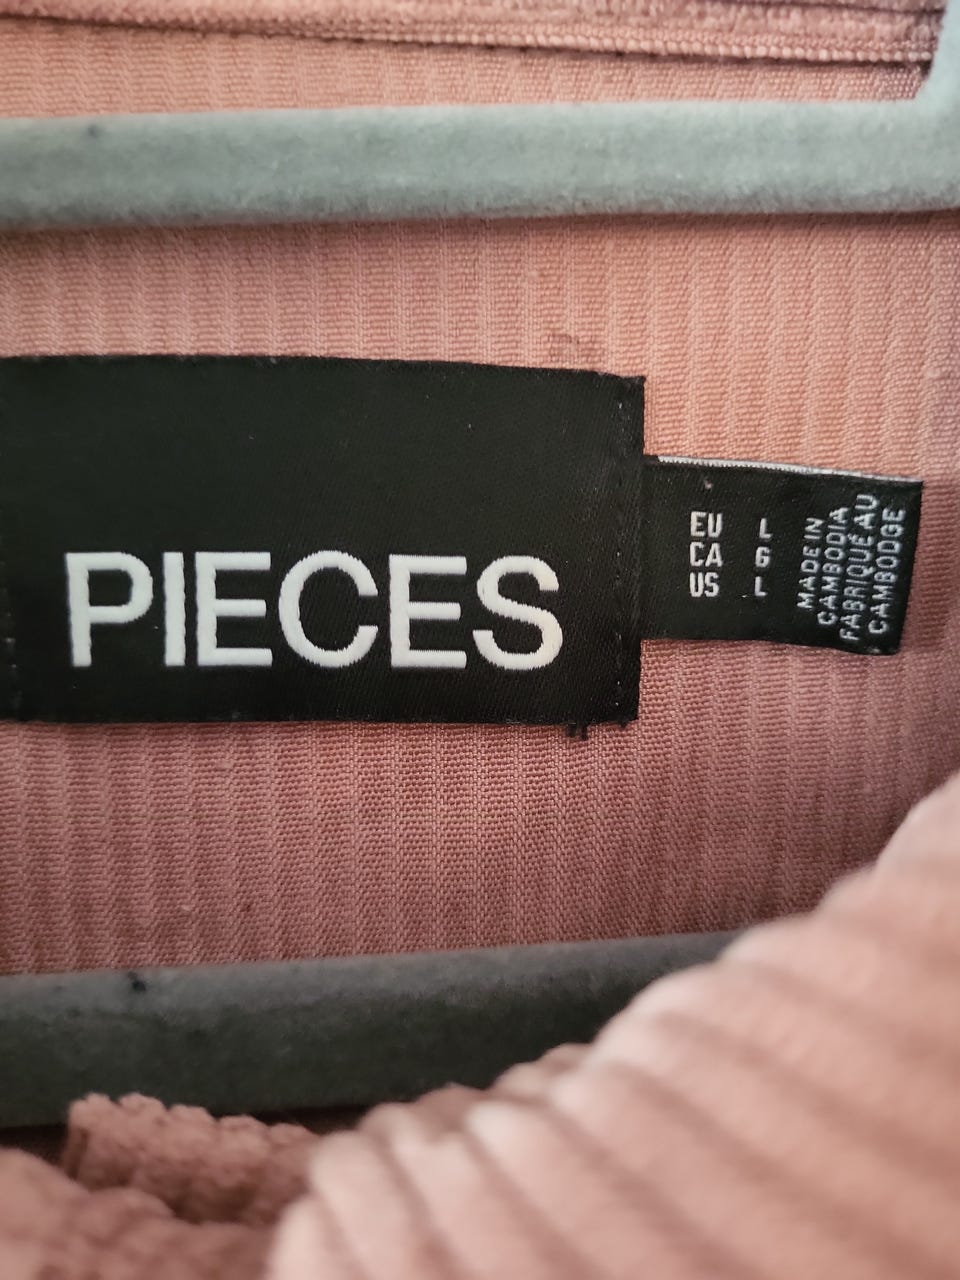 PIECES
EU L
CA G
US L
MADE IN
CAMBODIA
FABRIQUÉ AU
CAMBODGE